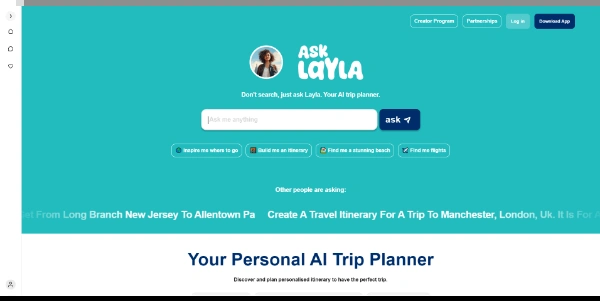 Creator Program
Partnerships
Log in
Download App
ASK
LAYLA
Don't search, just ask Layla. Your AI trip planner.
Ask me anything
ask
Inspire me where to go
Build me an itinerary
Find me a stunning beach
Find me flights
Other people are asking:
From Long Branch New Jersey To Allentown Pa Create A Travel Itinerary For A Trip To Manchester, London, Uk. It Is For A
Your Personal AI Trip Planner
Discover and plan personalised itinerary to have the perfect trip.